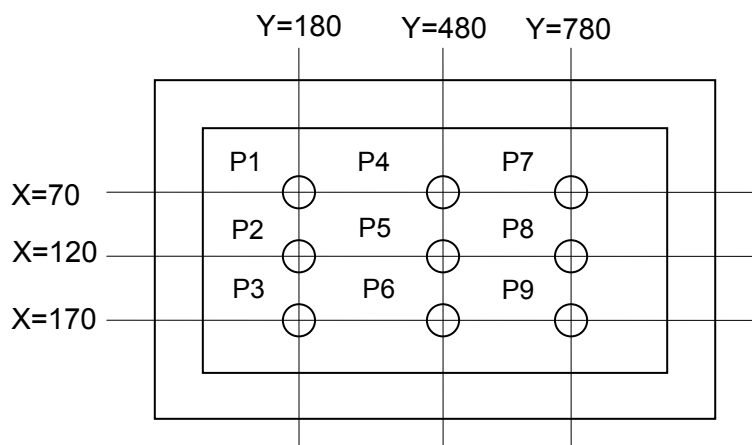 Y=180 Y=480 Y=780
P1 P4 P7
X=70
P2 P5 P8
X=120
P3 P6 P9
X=170